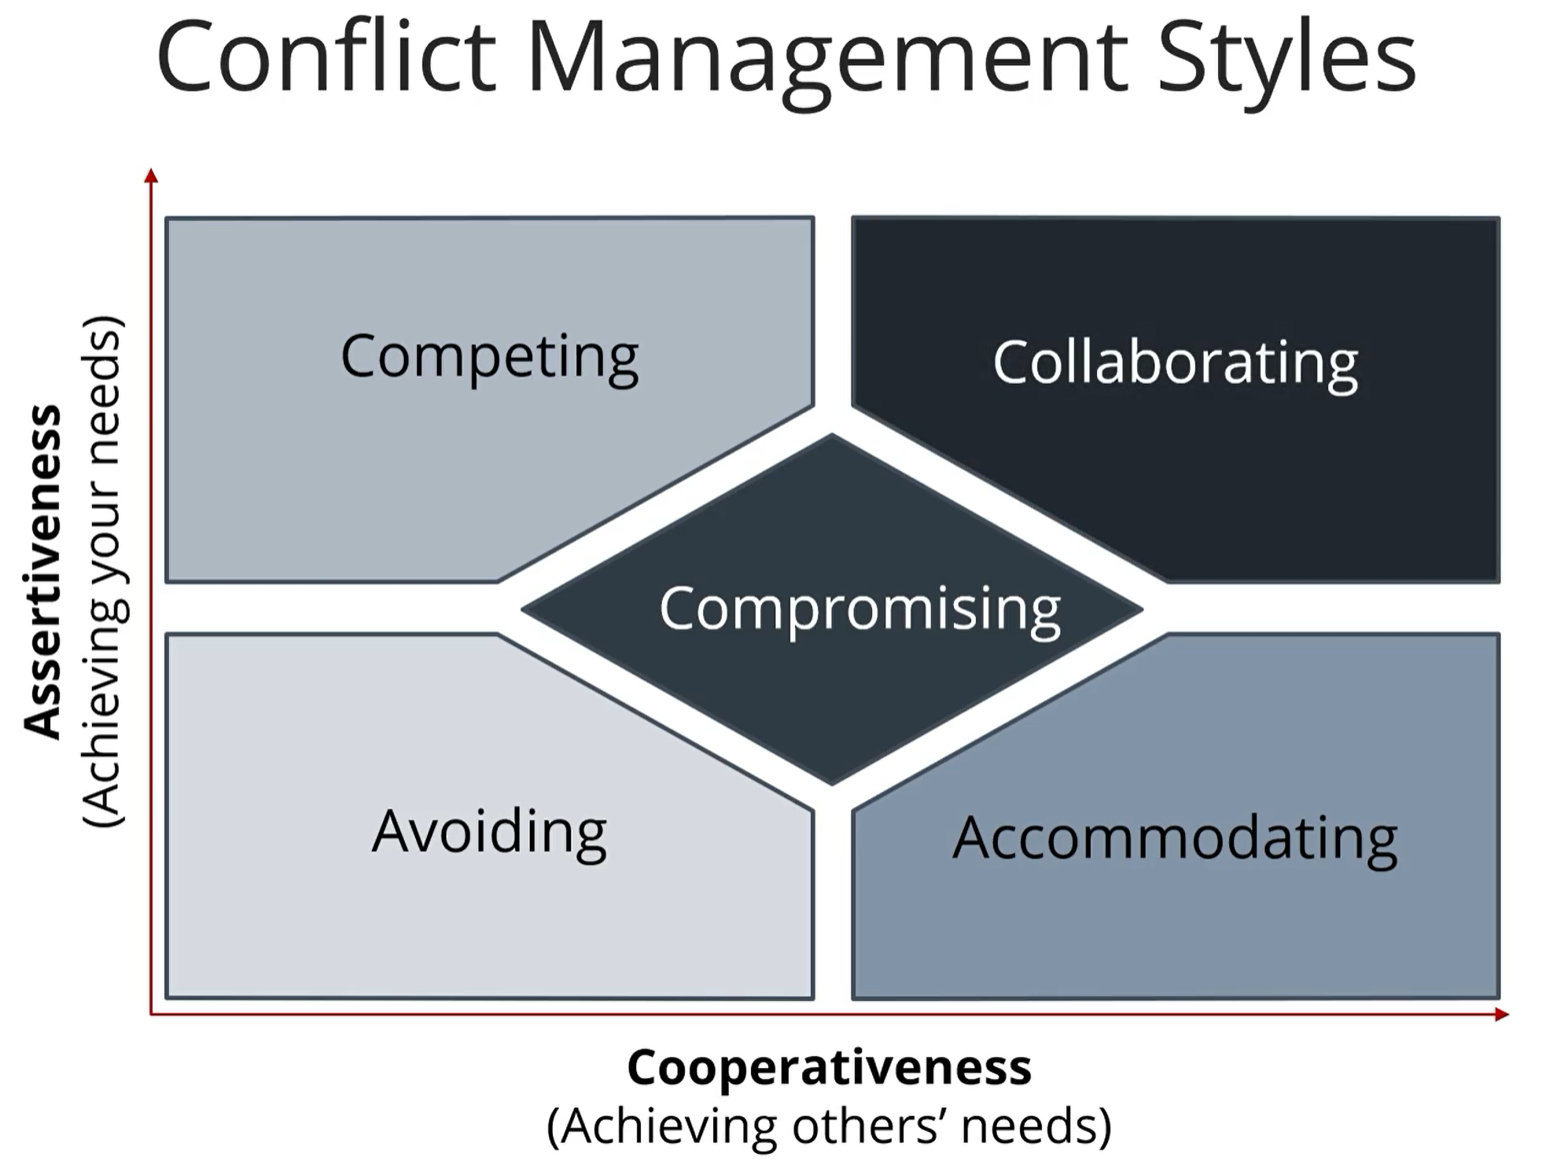 Conflict Management Styles
Assertiveness
(Achieving your needs)
Competing
Collaborating
Compromising
Avoiding
Accommodating
Cooperativeness
(Achieving others’ needs)